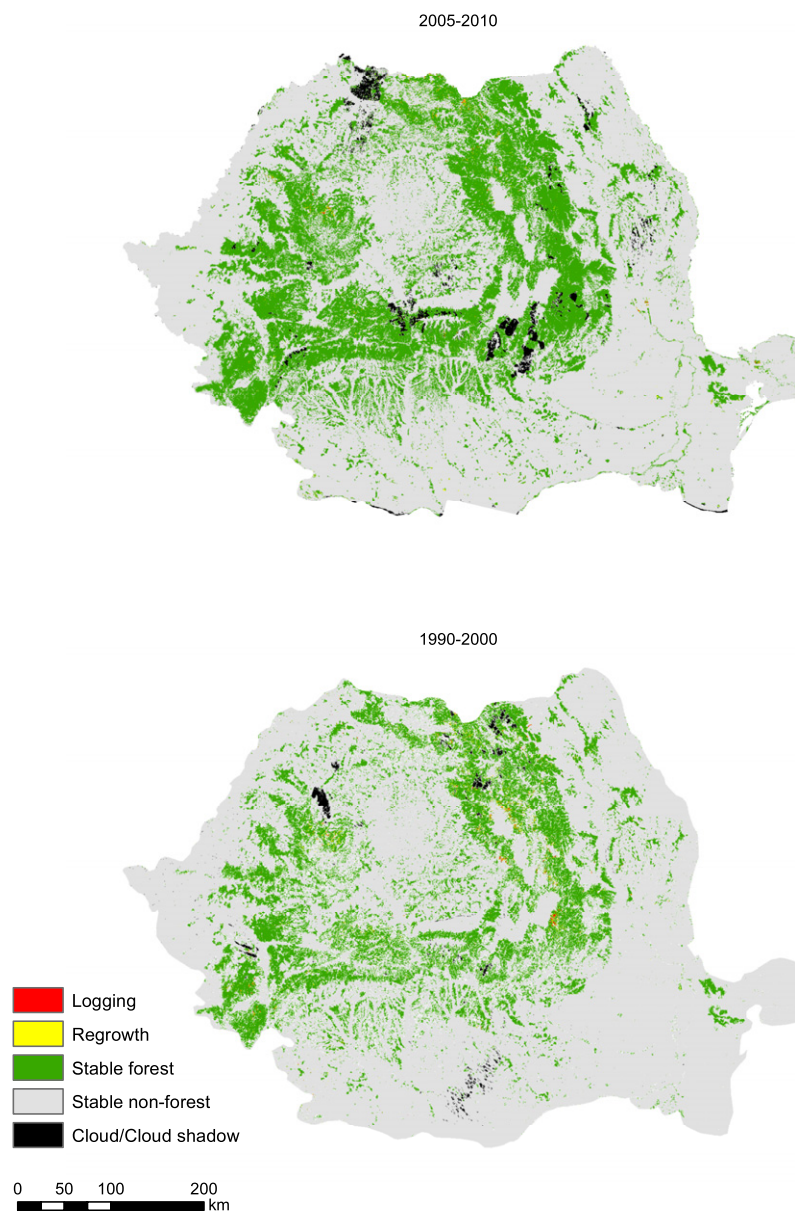 2005-2010
1990-2000
Logging
Regrowth
Stable forest
Stable non-forest
Cloud/Cloud shadow
0 50 100 200
km